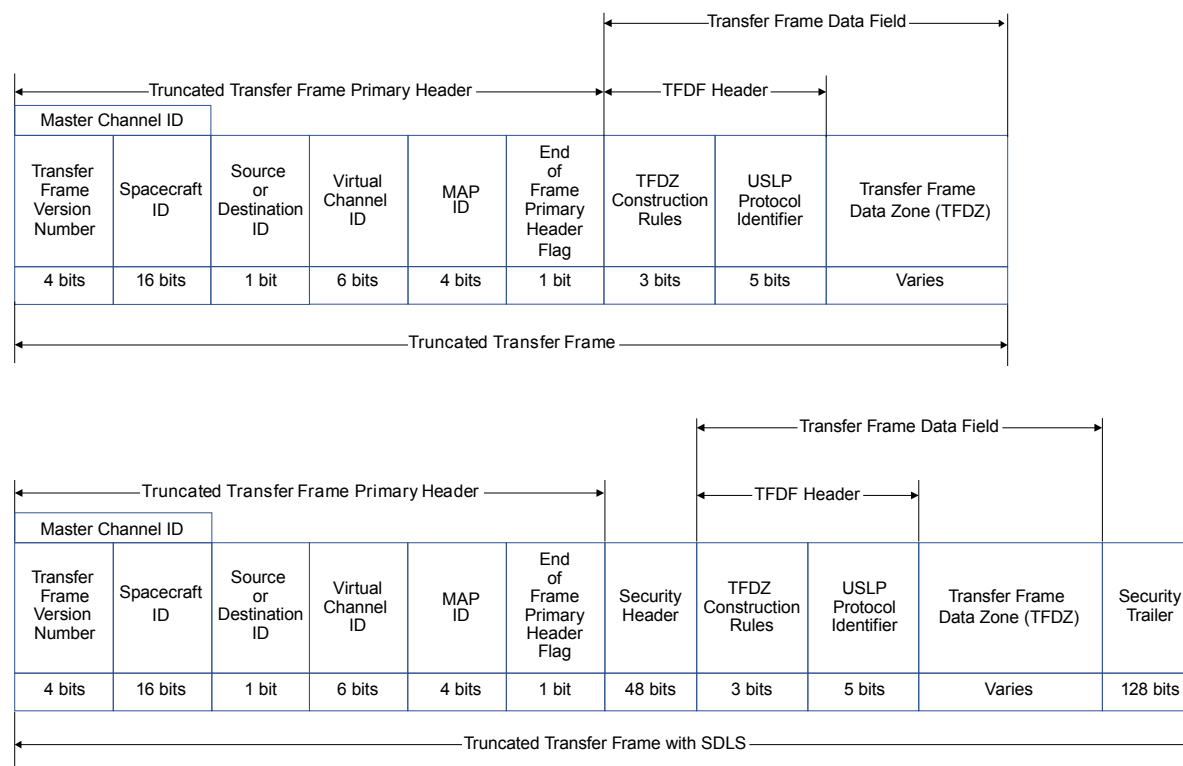 Transfer Frame Data Field
Truncated Transfer Frame Primary Header
TFDF Header
Master Channel ID
Transfer
Frame
Version
Number
Spacecraft
ID
Source
or
Destination
ID
Virtual
Channel
ID
MAP
ID
End
of
Frame
Primary
Header
Flag
TFDZ
Construction
Rules
USLP
Protocol
Identifier
Transfer Frame
Data Zone (TFDZ)
4 bits
16 bits
1 bit
6 bits
4 bits
1 bit
3 bits
5 bits
Varies
Truncated Transfer Frame
Transfer Frame Data Field
Truncated Transfer Frame Primary Header
TFDF Header
Master Channel ID
Transfer
Frame
Version
Number
Spacecraft
ID
Source
or
Destination
ID
Virtual
Channel
ID
MAP
ID
End
of
Frame
Primary
Header
Flag
Security
Header
TFDZ
Construction
Rules
USLP
Protocol
Identifier
Transfer Frame
Data Zone (TFDZ)
Security
Trailer
4 bits
16 bits
1 bit
6 bits
4 bits
1 bit
48 bits
3 bits
5 bits
Varies
128 bits
Truncated Transfer Frame with SDLS